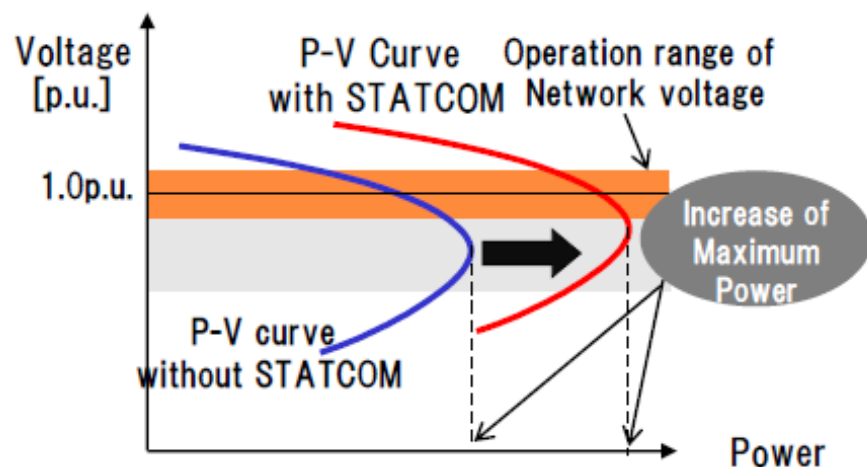 Voltage
[p.u.]
P-V Curve
with STATCOM
Operation range of
Network voltage
1.0p.u.
Increase of
Maximum
Power
P-V curve
without STATCOM
Power